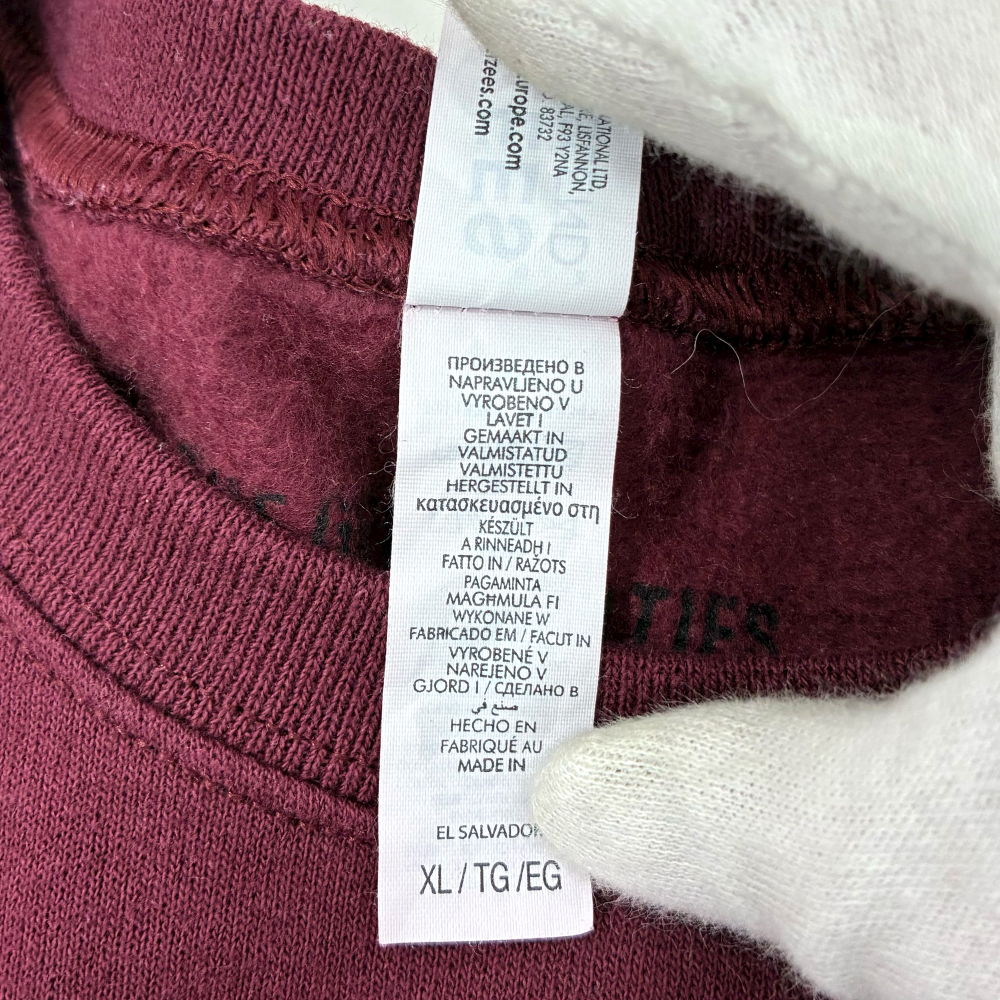 ATIONAL LTD,
LISFANNON,
F93 Y2NA
83732
urope.com
rzees.com
ПРОИЗВЕДЕНО В
NAPRAVLJENO U
VYROBENO V
LAVET I
GEMAAKT IN
VALMISTATUD
VALMISTETTU
HERGESTELLT IN
κατασκευασμένο στη
KÉSZÜLT
A RINNEADH I
FATTO IN / RAŽOTS
PAGAMINTA
MAGĦMULA FI
WYKONANE W
FABRICADO EM / FACUT IN
VYROBENÉ V
NAREJENO V
GJORD I / СДЕЛАНО В
صنع في
HECHO EN
FABRIQUÉ AU
MADE IN
EL SALVADO
XL / TG /EG